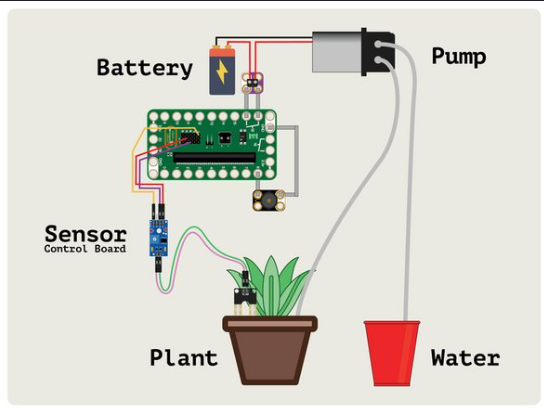 Battery
Pump
Sensor
Control Board
Plant
Water